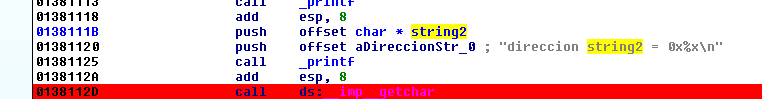 01381113 call _printf
01381118 add esp, 8
0138111B push offset char * string2
01381120 push offset aDireccionStr_0 ; "direccion string2 = 0x%x\n"
01381125 call _printf
0138112A add esp, 8
0138112D call ds:__imp__getchar